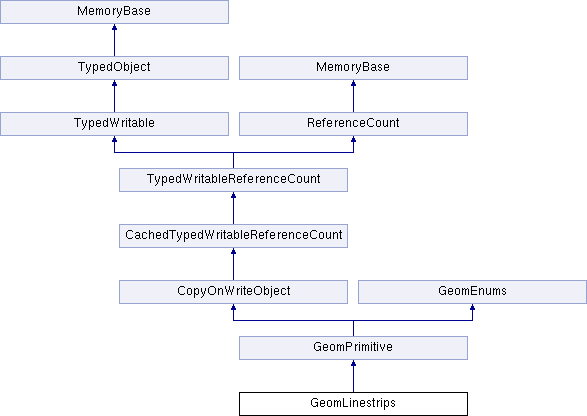 MemoryBase
TypedObject
MemoryBase
TypedWritable
ReferenceCount
TypedWritableReferenceCount
CachedTypedWritableReferenceCount
CopyOnWriteObject
GeomEnums
GeomPrimitive
GeomLinestrips